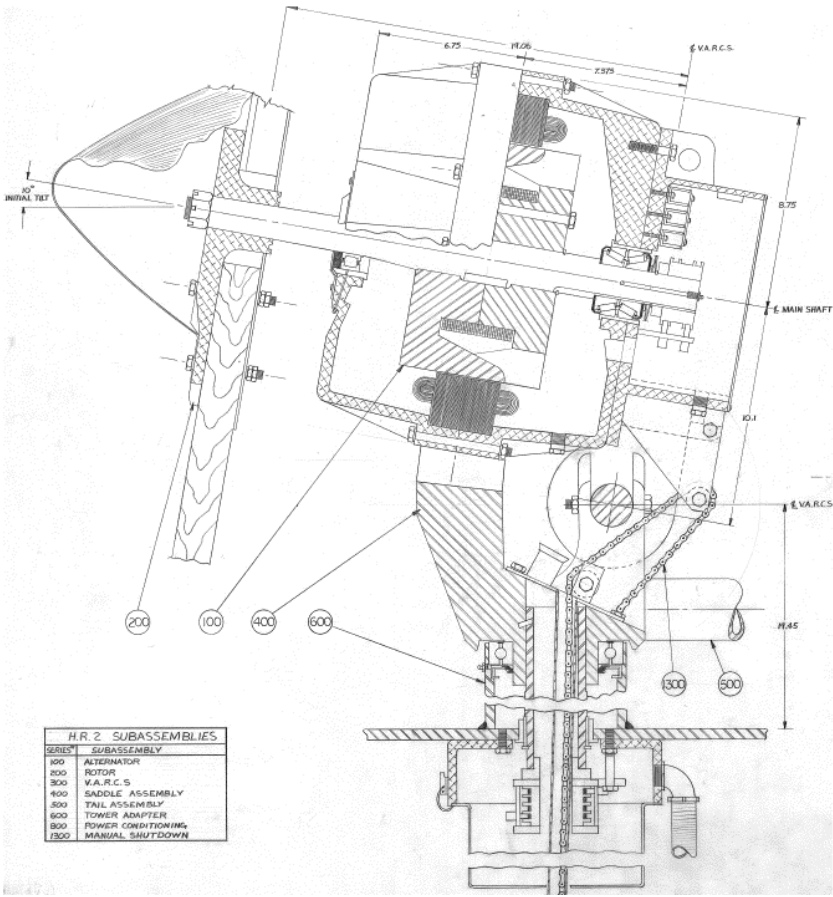 19.06
6.75
7.375
℄ V.A.R.C.S.
10°
INITIAL TILT
8.75
℄ MAIN SHAFT
10.1
℄ V.A.R.C.S
200
100
400
600
1300
500
H.R. 2 SUBASSEMBLIES
SERIES# SUBASSEMBLY
100 ALTERNATOR
200 ROTOR
300 V.A.R.C.S
400 SADDLE ASSEMBLY
500 TAIL ASSEMBLY
600 TOWER ADAPTER
800 POWER CONDITIONING
1300 MANUAL SHUTDOWN